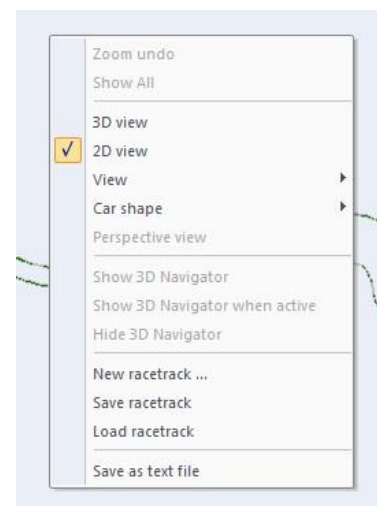 Zoom undo
Show All
3D view
2D view
View
Car shape
Perspective view
Show 3D Navigator
Show 3D Navigator when active
Hide 3D Navigator
New racetrack ...
Save racetrack
Load racetrack
Save as text file